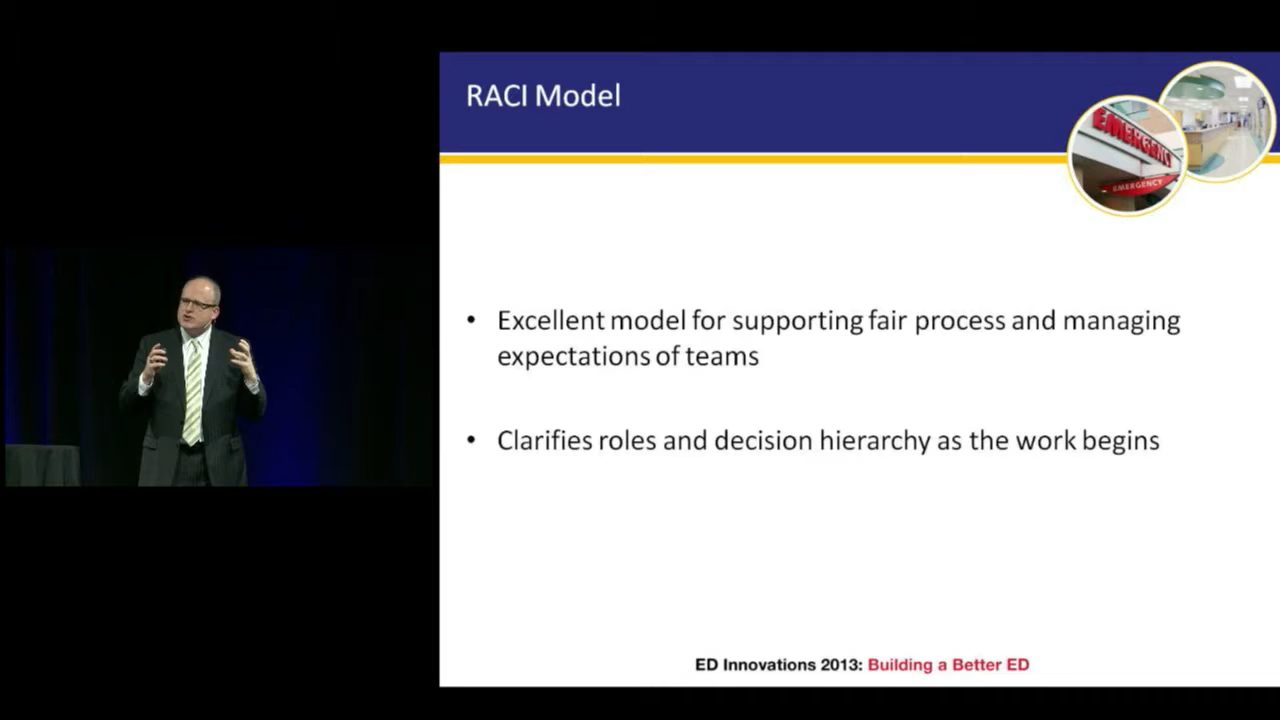 RACI Model
EMERGENCY
EMERGENCY
• Excellent model for supporting fair process and managing
expectations of teams
• Clarifies roles and decision hierarchy as the work begins
ED Innovations 2013: Building a Better ED